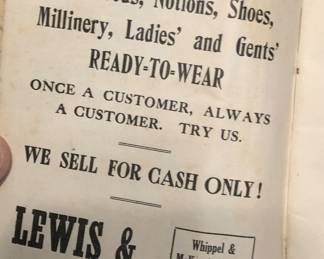 Notions, Shoes,
Millinery, Ladies' and Gents'
READY-TO-WEAR
ONCE A CUSTOMER, ALWAYS
A CUSTOMER. TRY US.
WE SELL FOR CASH ONLY!
LEWIS &
Whippel &